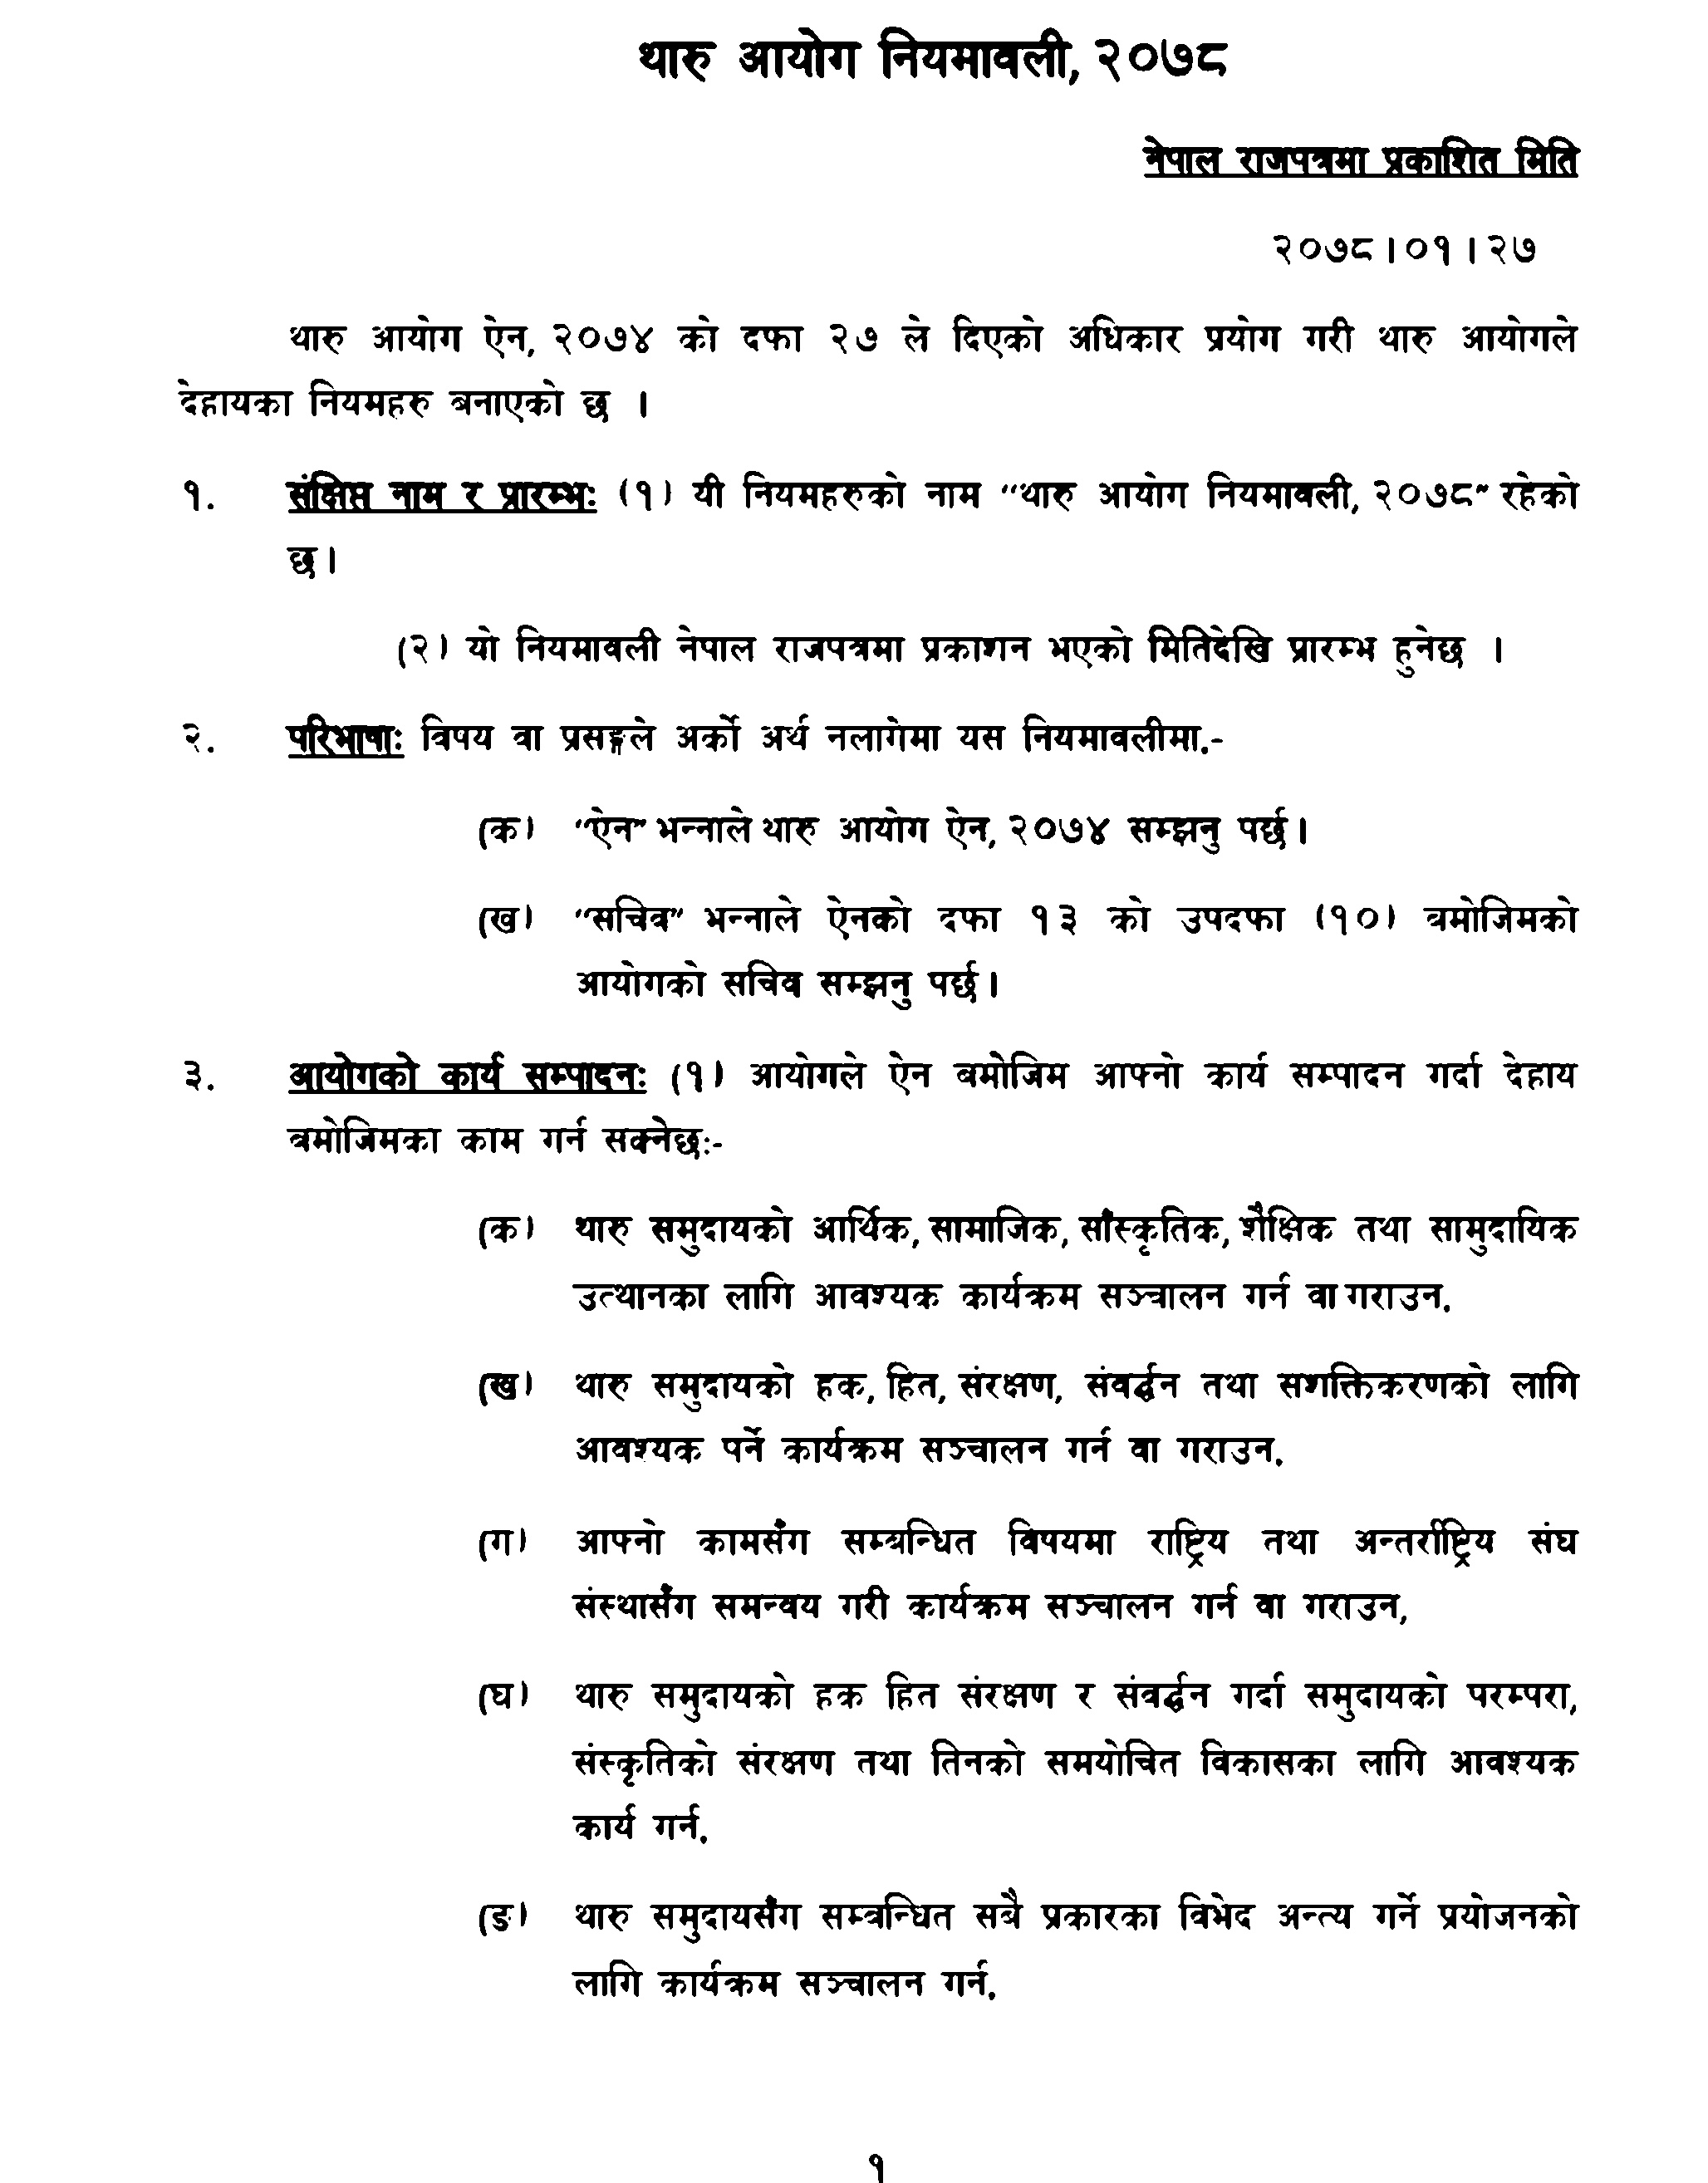 थारु आयोग नियमावली, २०७८
नेपाल राजपत्रमा प्रकाशित मिति
२०७८।०१।२७
थारु आयोग ऐन, २०७४ को दफा २७ ले दिएको अधिकार प्रयोग गरी थारु आयोगले
देहायका नियमहरु बनाएको छ ।
१. संक्षिप्त नाम र प्रारम्भः (१) यी नियमहरुको नाम “थारु आयोग नियमावली, २०७८” रहेको
छ।
(२) यो नियमावली नेपाल राजपत्रमा प्रकाशन भएको मितिदेखि प्रारम्भ हुनेछ ।
२. परिभाषाः विषय वा प्रसङ्गले अर्को अर्थ नलागेमा यस नियमावलीमा,-
(क) “ऐन” भन्नाले थारु आयोग ऐन, २०७४ सम्झनु पर्छ।
(ख) “सचिव” भन्नाले ऐनको दफा १३ को उपदफा (१०) बमोजिमको
आयोगको सचिव सम्झनु पर्छ।
३. आयोगको कार्य सम्पादनः (१) आयोगले ऐन बमोजिम आफ्नो कार्य सम्पादन गर्दा देहाय
बमोजिमका काम गर्न सक्नेछः-
(क) थारु समुदायको आर्थिक, सामाजिक, साँस्कृतिक, शैक्षिक तथा सामुदायिक
उत्थानका लागि आवश्यक कार्यक्रम सञ्चालन गर्न वा गराउन,
(ख) थारु समुदायको हक, हित, संरक्षण, संवर्द्धन तथा सशक्तिकरणको लागि
आवश्यक पर्ने कार्यक्रम सञ्चालन गर्न वा गराउन,
(ग) आफ्नो कामसँग सम्बन्धित विषयमा राष्ट्रिय तथा अन्तर्राष्ट्रिय संघ
संस्थासँग समन्वय गरी कार्यक्रम सञ्चालन गर्न वा गराउन,
(घ) थारु समुदायको हक हित संरक्षण र संवर्द्धन गर्दा समुदायको परम्परा,
संस्कृतिको संरक्षण तथा तिनको समयोचित विकासका लागि आवश्यक
कार्य गर्न,
(ङ) थारु समुदायसँग सम्बन्धित सबै प्रकारका विभेद अन्त्य गर्ने प्रयोजनको
लागि कार्यक्रम सञ्चालन गर्न,
१